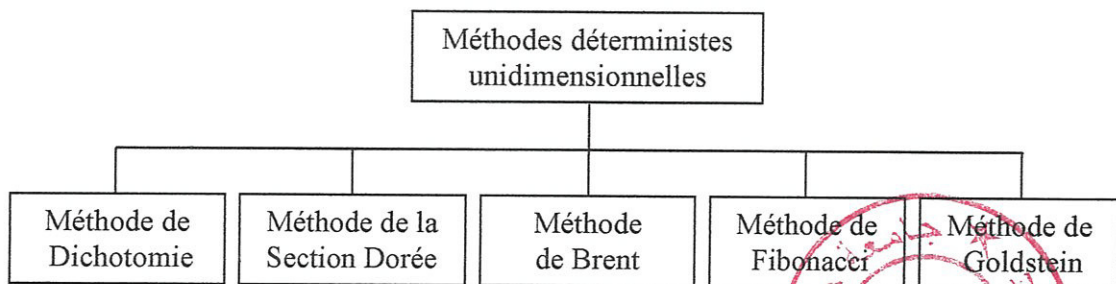 Méthodes déterministes
unidimensionnelles
Méthode de
Dichotomie
Méthode de la
Section Dorée
Méthode
de Brent
Méthode de
Fibonacci
Méthode de
Goldstein